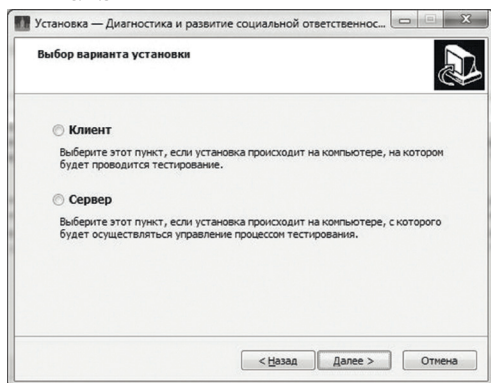 Установка — Диагностика и развитие социальной ответственнос...
Выбор варианта установки
Клиент
Выберите этот пункт, если установка происходит на компьютере, на котором
будет проводится тестирование.
Сервер
Выберите этот пункт, если установка происходит на компьютере, с которого
будет осуществляться управление процессом тестирования.
< Назад
Далее >
Отмена